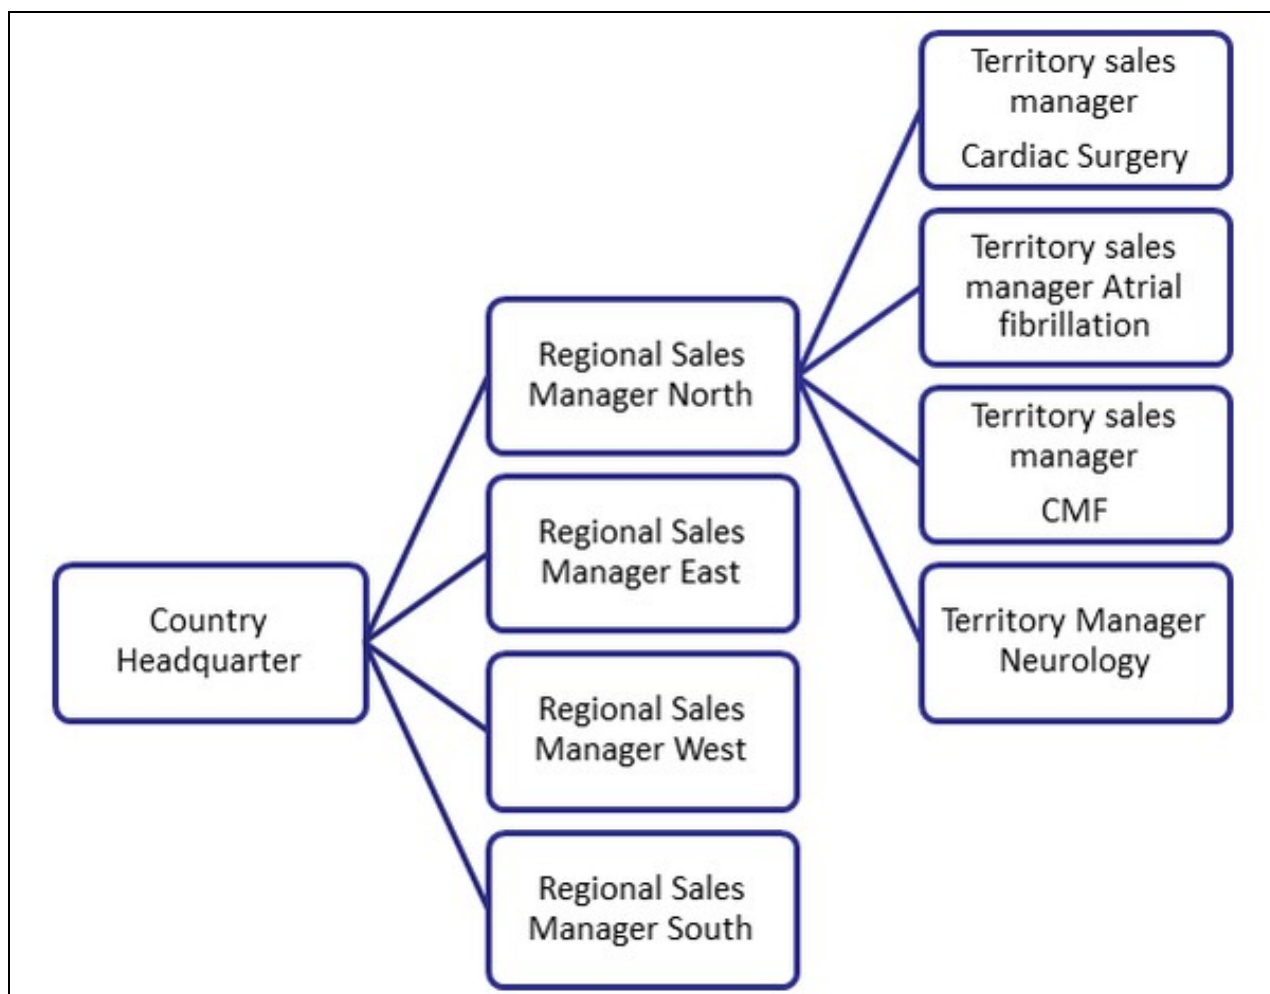 Country
Headquarter
Regional Sales
Manager North
Regional Sales
Manager East
Regional Sales
Manager West
Regional Sales
Manager South
Territory sales
manager
Cardiac Surgery
Territory sales
manager Atrial
fibrillation
Territory sales
manager
CMF
Territory Manager
Neurology